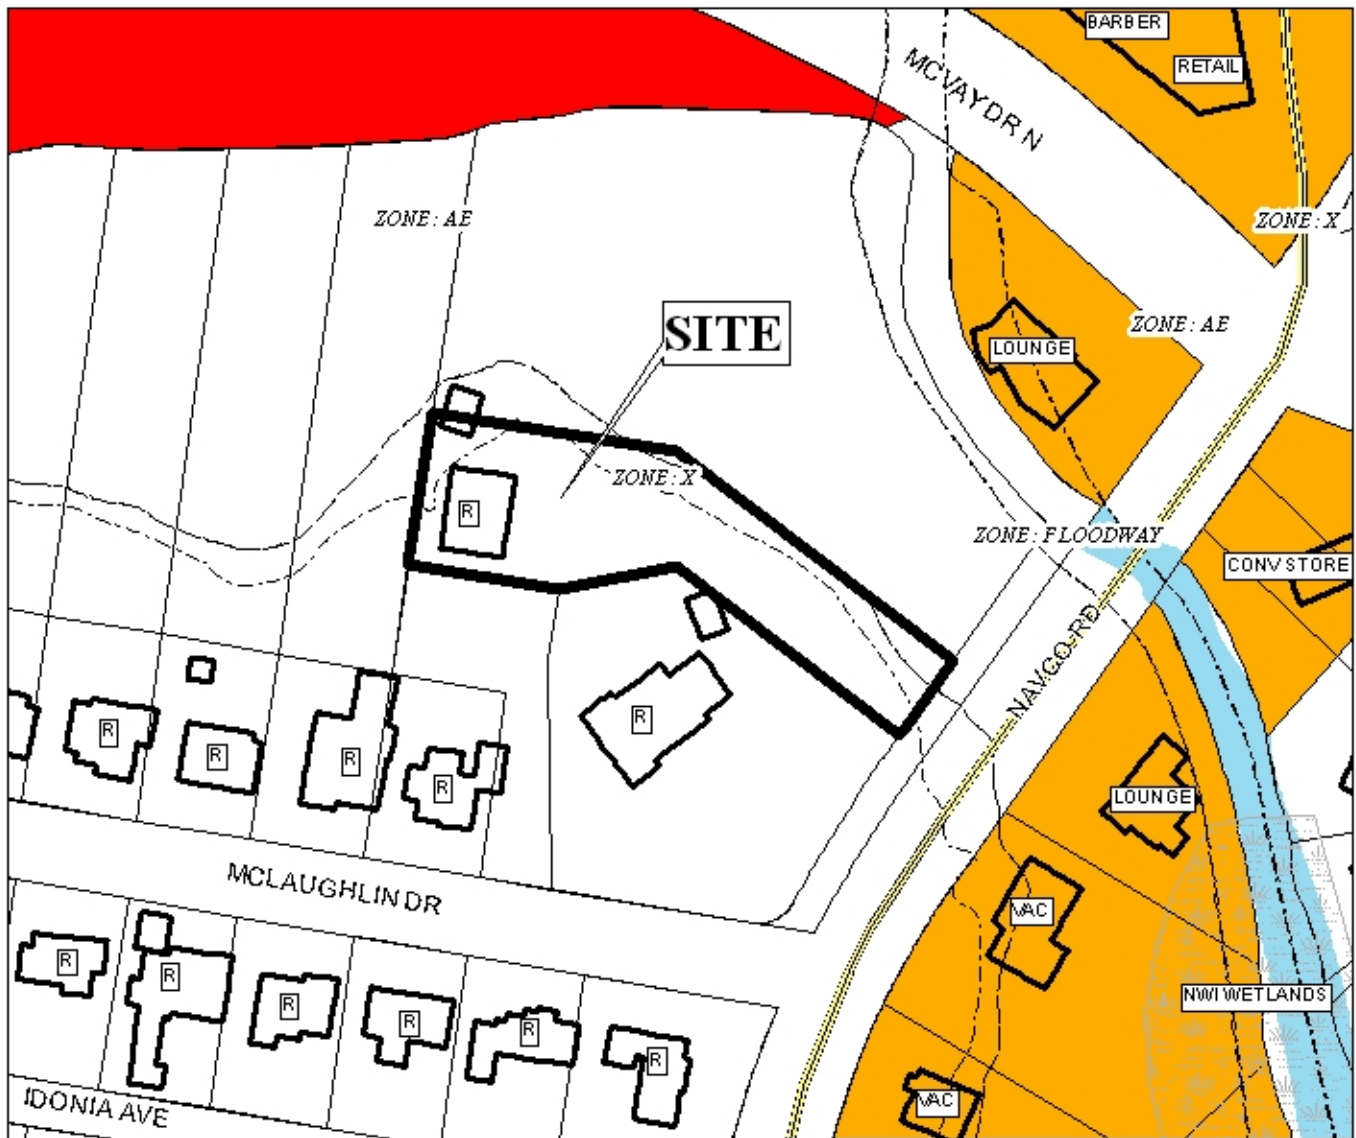 BARBER
RETAIL
MCVAY DR N
ZONE: AE
ZONE: X
SITE
ZONE: AE
LOUNGE
ZONE: X
R
ZONE: FLOODWAY
CONV STORE
NAVCO RD
R
R
R
R
R
LOUNGE
MCLAUGHLIN DR
VAC
R
R
R
R
R
R
NWI WETLANDS
IDONIA AVE
VAC